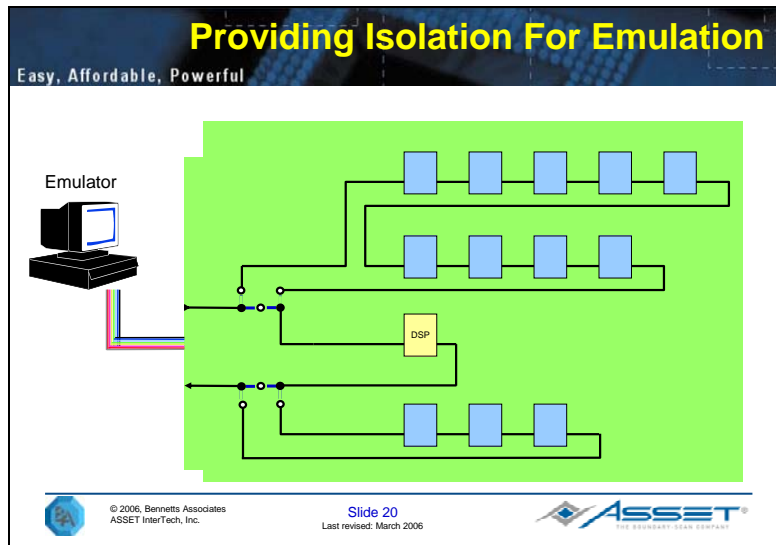 Providing Isolation For Emulation
Easy, Affordable, Powerful
Emulator
DSP
© 2006, Bennetts Associates
ASSET InterTech, Inc.
Slide 20
Last revised: March 2006
ASSET®
THE BOUNDARY-SCAN COMPANY